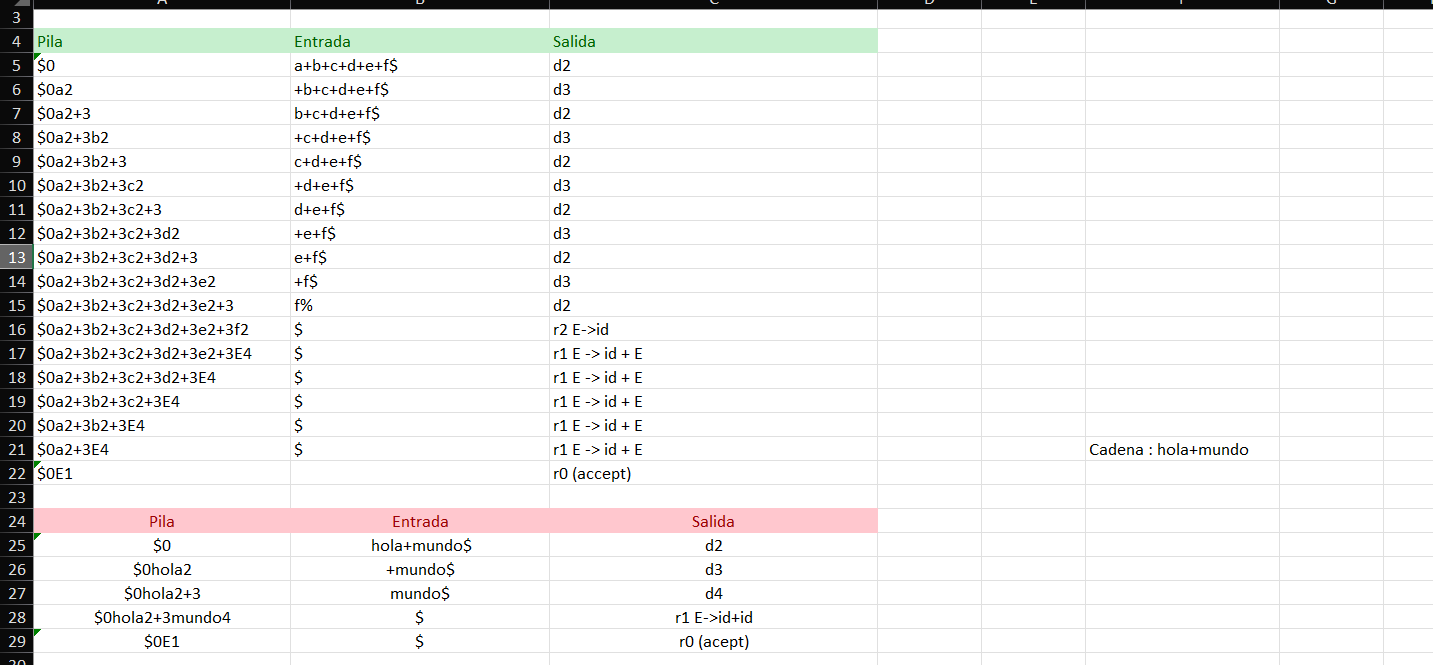 3
4 Pila Entrada Salida
5 $0 a+b+c+d+e+f$ d2
6 $0a2 +b+c+d+e+f$ d3
7 $0a2+3 b+c+d+e+f$ d2
8 $0a2+3b2 +c+d+e+f$ d3
9 $0a2+3b2+3 c+d+e+f$ d2
10 $0a2+3b2+3c2 +d+e+f$ d3
11 $0a2+3b2+3c2+3 d+e+f$ d2
12 $0a2+3b2+3c2+3d2 +e+f$ d3
13 $0a2+3b2+3c2+3d2+3 e+f$ d2
14 $0a2+3b2+3c2+3d2+3e2 +f$ d3
15 $0a2+3b2+3c2+3d2+3e2+3 f% d2
16 $0a2+3b2+3c2+3d2+3e2+3f2 $ r2 E->id
17 $0a2+3b2+3c2+3d2+3e2+3E4 $ r1 E -> id + E
18 $0a2+3b2+3c2+3d2+3E4 $ r1 E -> id + E
19 $0a2+3b2+3c2+3E4 $ r1 E -> id + E
20 $0a2+3b2+3E4 $ r1 E -> id + E
21 $0a2+3E4 $ r1 E -> id + E Cadena : hola+mundo
22 $0E1 r0 (accept)
23
24 Pila Entrada Salida
25 $0 hola+mundo$ d2
26 $0hola2 +mundo$ d3
27 $0hola2+3 mundo$ d4
28 $0hola2+3mundo4 $ r1 E->id+id
29 $0E1 $ r0 (acept)